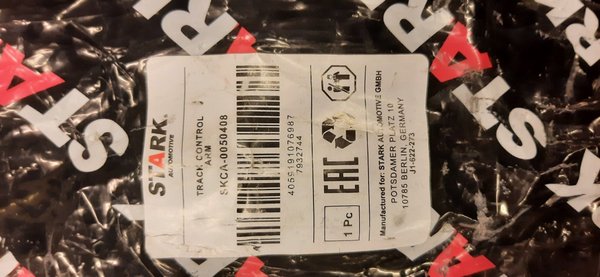 STARK
AUTOMOTIVE
TRACK CONTROL
ARM
SKCA-0050408
4059191076987
7932744
1 Pc
EAC
Manufactured for: STARK AUTOMOTIVE GMBH
POTSDAMER PLATZ 10
10785 BERLIN, GERMANY
J1-622-273